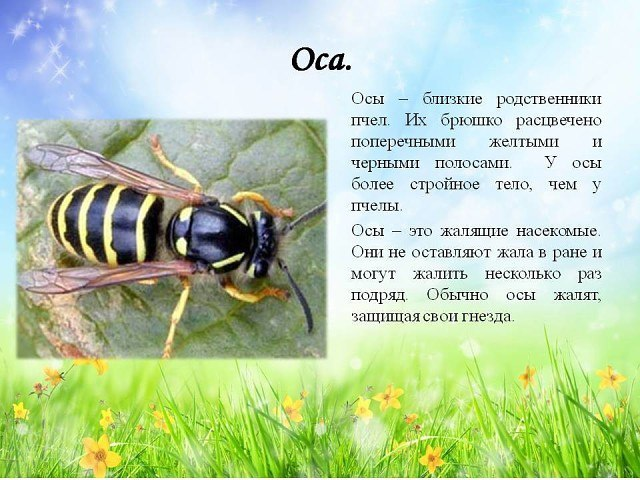 Оса.
Осы – близкие родственники
пчел. Их брюшко расцвечено
поперечными желтыми и
черными полосами. У осы
более стройное тело, чем у
пчелы.
Осы – это жалящие насекомые.
Они не оставляют жала в ране и
могут жалить несколько раз
подряд. Обычно осы жалят,
защищая свои гнезда.